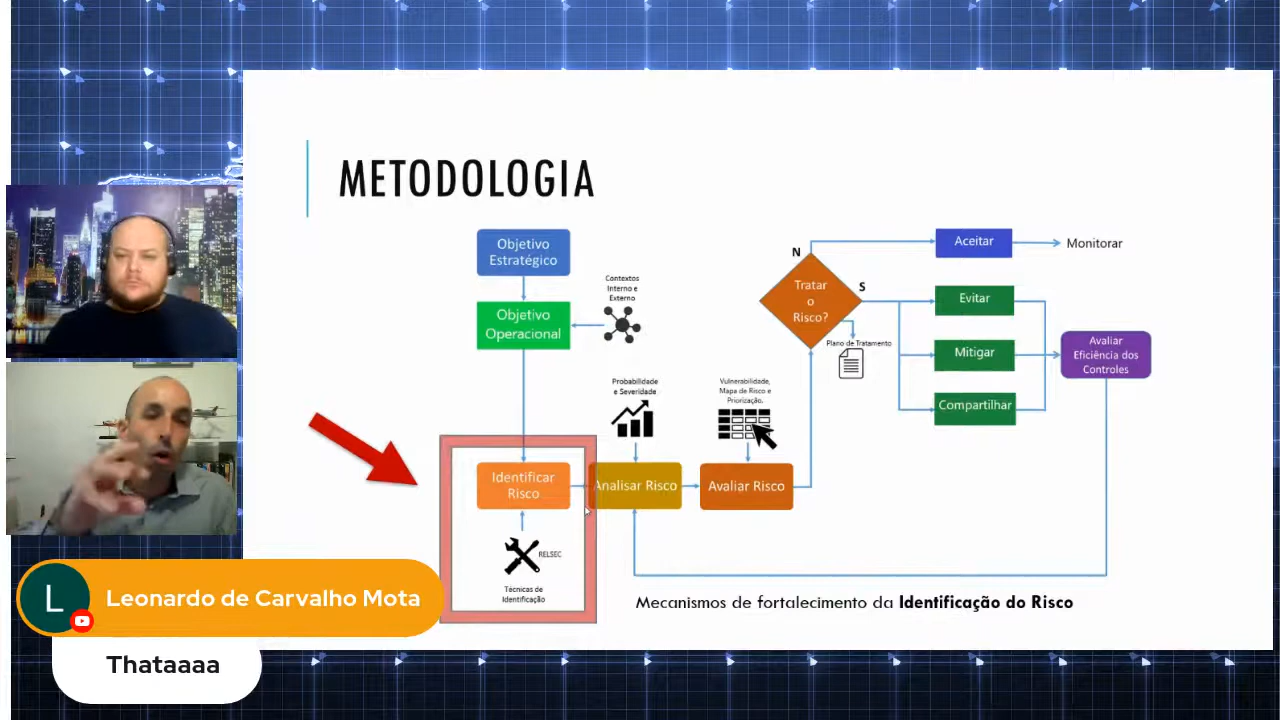 METODOLOGIA
Objetivo
Estratégico
Contextos
Interno e
Externo
Objetivo
Operacional
N
Tratar
o
Risco?
S
Aceitar
Monitorar
Evitar
Plano de Tratamento
Mitigar
Compartilhar
Avaliar
Eficiência dos
Controles
Probabilidade
e Severidade
Vulnerabilidade,
Mapa de Risco e
Priorização.
Identificar
Risco
Analisar Risco
Avaliar Risco
RELSEC
Técnicas de
Identificação
Mecanismos de fortalecimento da Identificação do Risco
L
Leonardo de Carvalho Mota
Thataaaa